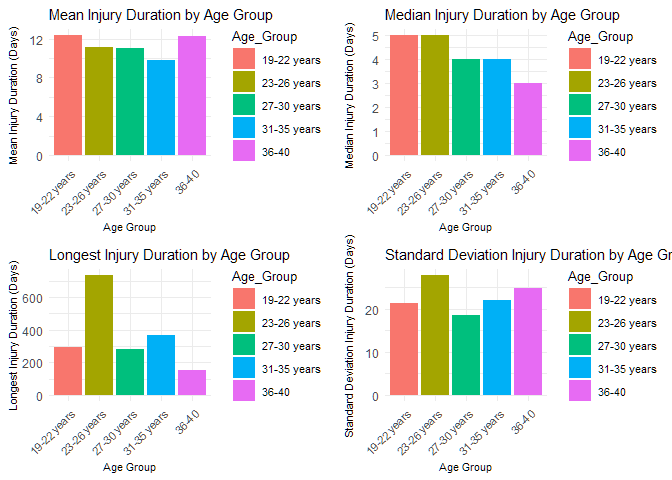 Mean Injury Duration by Age Group
Mean Injury Duration (Days)
12
8
4
0
19-22 years
23-26 years
27-30 years
31-35 years
36-4 0
Age Group
Age_Group
19-22 years
23-26 years
27-30 years
31-35 years
36-40
Median Injury Duration by Age Group
Median Injury Duration (Days)
5
4
3
2
1
0
19-22 years
23-26 years
27-30 years
31-35 years
36-40
Age Group
Age_Group
19-22 years
23-26 years
27-30 years
31-35 years
36-40
Longest Injury Duration by Age Group
Longest Injury Duration (Days)
600
400
200
0
19-22 years
23-26 years
27-30 years
31-35 years
36-4 0
Age Group
Age_Group
19-22 years
23-26 years
27-30 years
31-35 years
36-40
Standard Deviation Injury Duration by Age Gr
Standard Deviation Injury Duration (Days)
20
10
0
19-22 years
23-26 years
27-30 years
31-35 years
36-40
Age Group
Age_Group
19-22 years
23-26 years
27-30 years
31-35 years
36-40